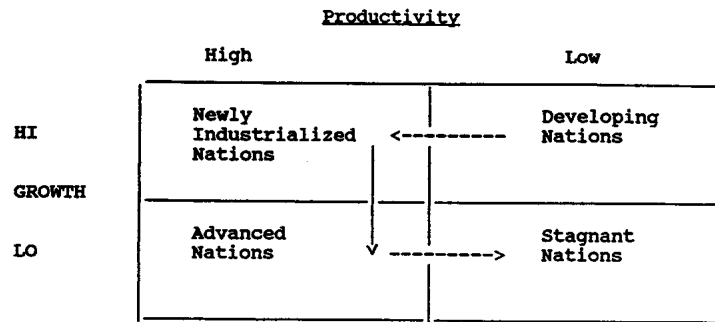 Productivity
High Low
Newly Developing
HI Industrialized Nations
Nations
GROWTH
Advanced Stagnant
LO Nations Nations